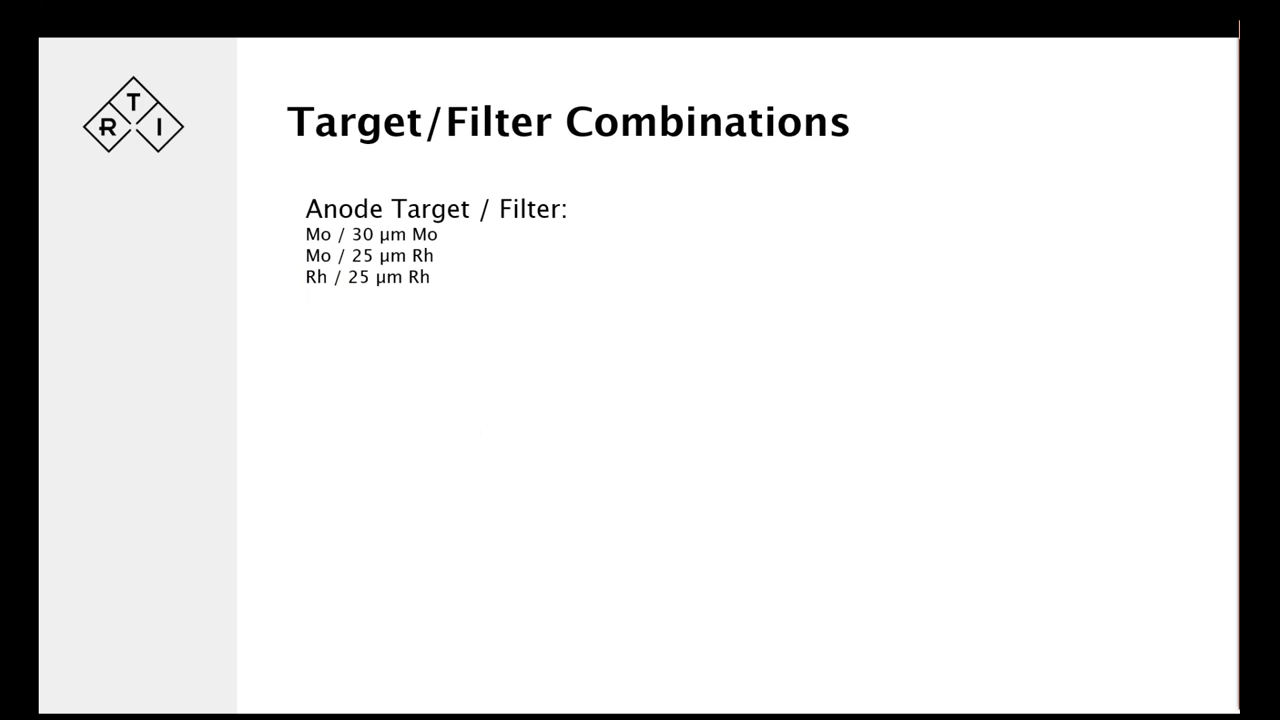 R T I
Target/Filter Combinations
Anode Target / Filter:
Mo / 30 µm Mo
Mo / 25 µm Rh
Rh / 25 µm Rh